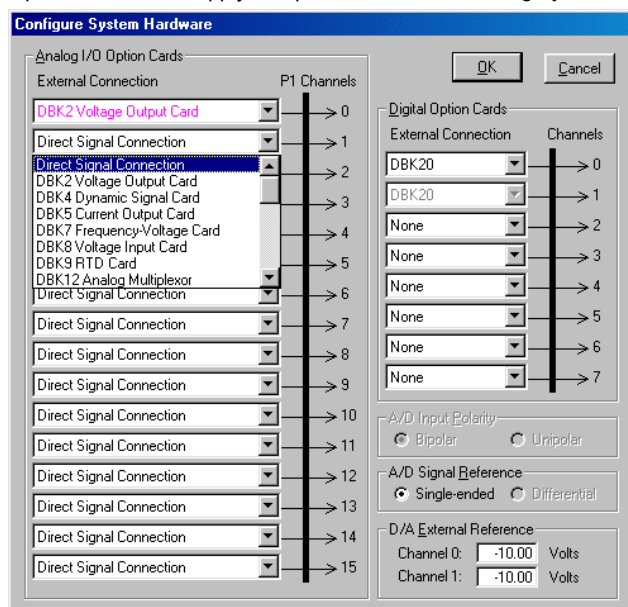 Configure System Hardware
Analog I/O Option Cards
External Connection P1 Channels
DBK2 Voltage Output Card 0
Direct Signal Connection 1
Direct Signal Connection
DBK2 Voltage Output Card
DBK4 Dynamic Signal Card
DBK5 Current Output Card
DBK7 Frequency-Voltage Card
DBK8 Voltage Input Card
DBK9 RTD Card
DBK12 Analog Multiplexor
2
3
4
5
Direct Signal Connection 6
Direct Signal Connection 7
Direct Signal Connection 8
Direct Signal Connection 9
Direct Signal Connection 10
Direct Signal Connection 11
Direct Signal Connection 12
Direct Signal Connection 13
Direct Signal Connection 14
Direct Signal Connection 15
OK Cancel
Digital Option Cards
External Connection Channels
DBK20 0
DBK20 1
None 2
None 3
None 4
None 5
None 6
None 7
A/D Input Polarity
Bipolar Unipolar
A/D Signal Reference
Single-ended Differential
D/A External Reference
Channel 0: -10.00 Volts
Channel 1: -10.00 Volts